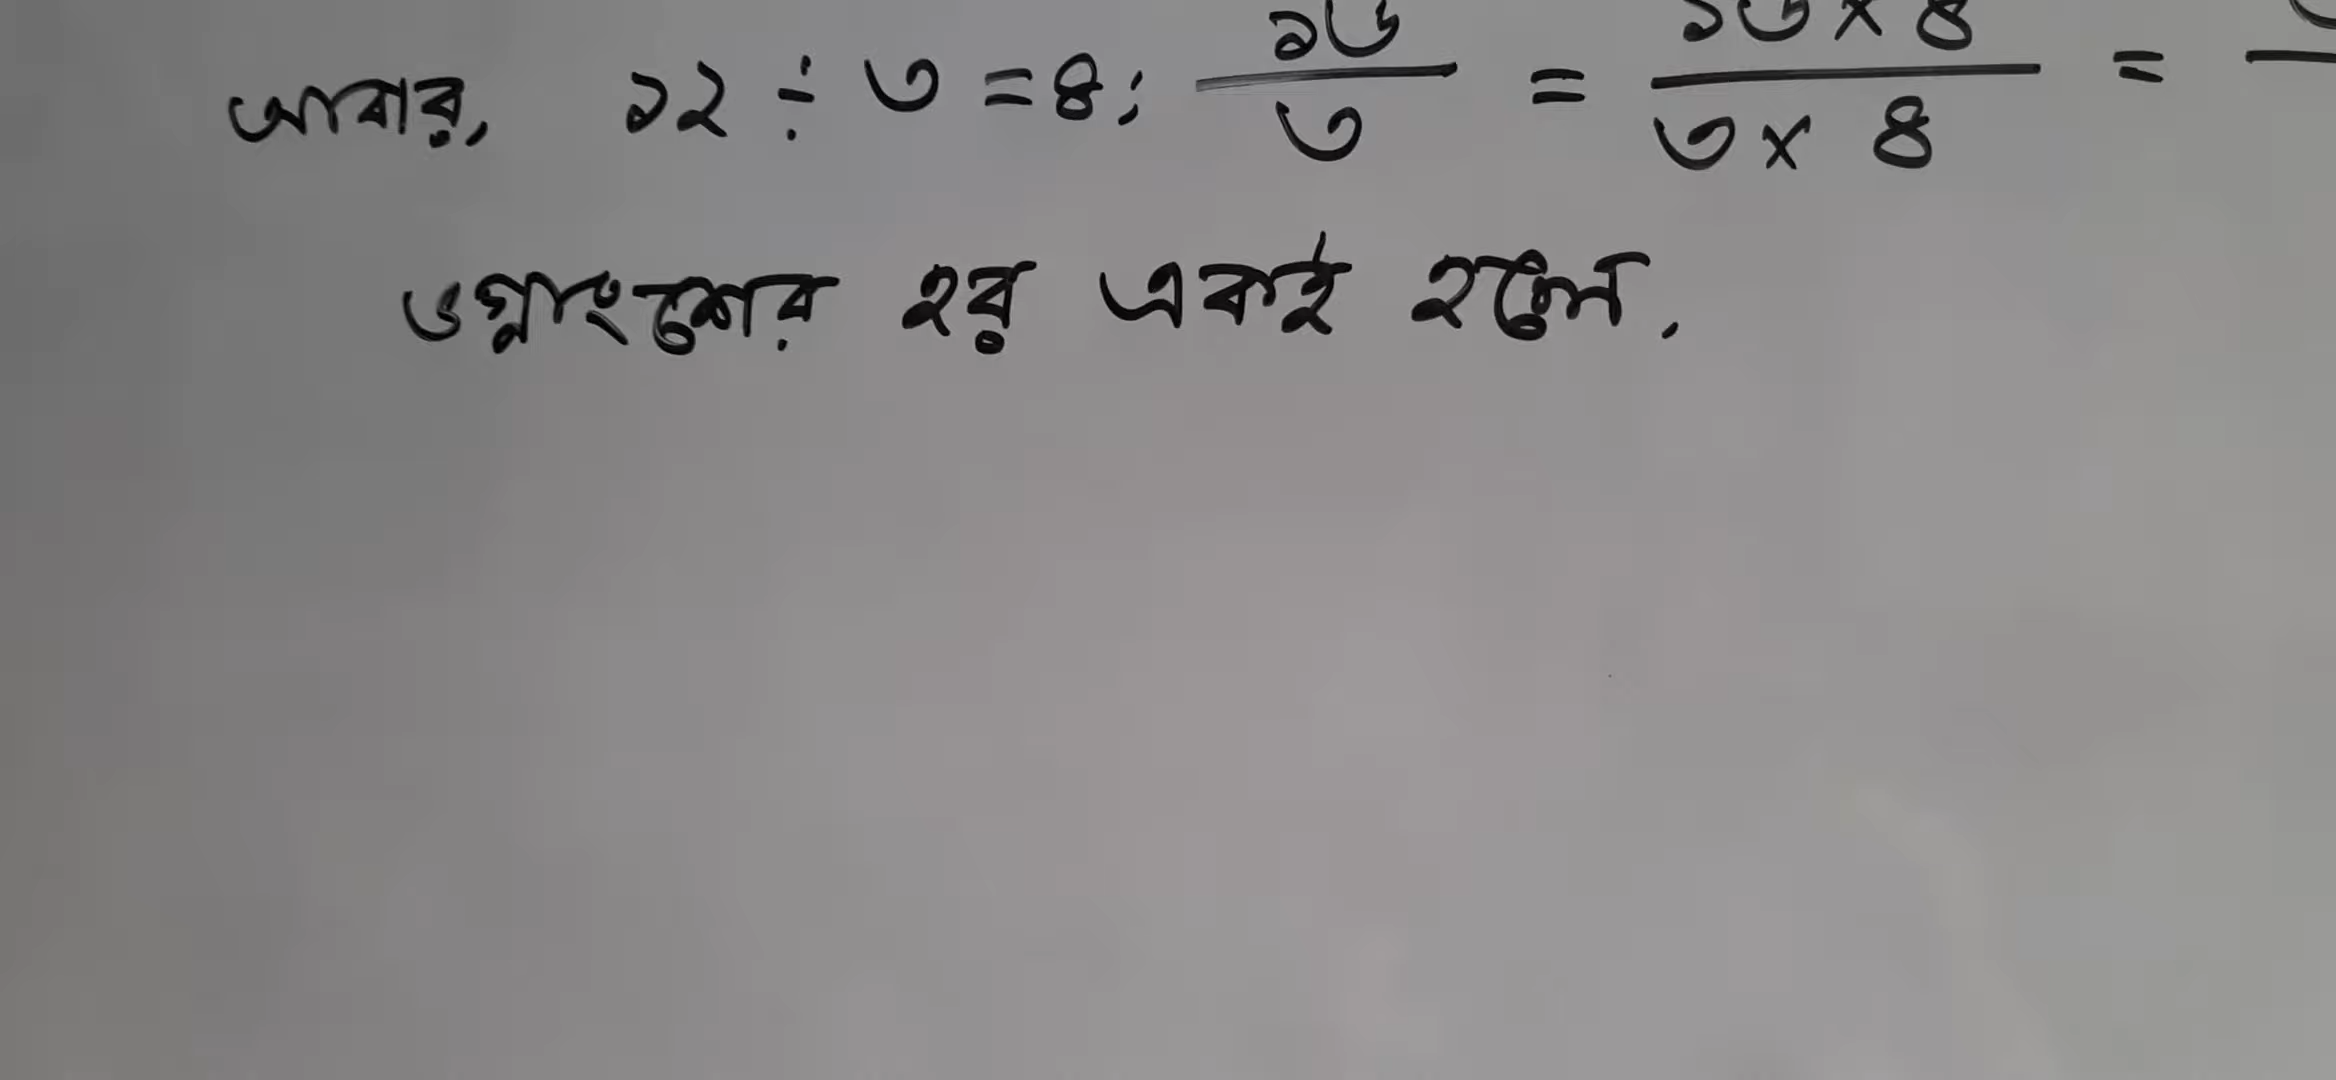 আবার, ১২ ÷ ৩ = ৪; ১৬/৩ = ১৬ × ৪/৩ × ৪ =
ভগ্নাংশের হর একই হলে,